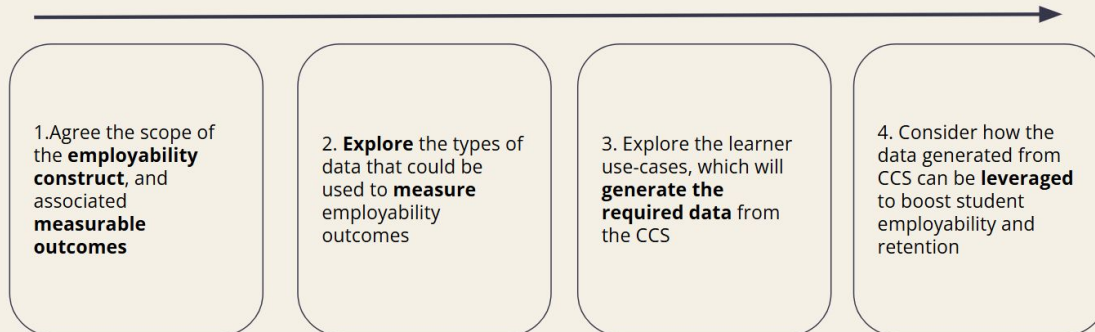 1.Agree the scope of
the employability
construct, and
associated
measurable
outcomes
2. Explore the types of
data that could be
used to measure
employability
outcomes
3. Explore the learner
use-cases, which will
generate the
required data from
the CCS
4. Consider how the
data generated from
CCS can be leveraged
to boost student
employability and
retention